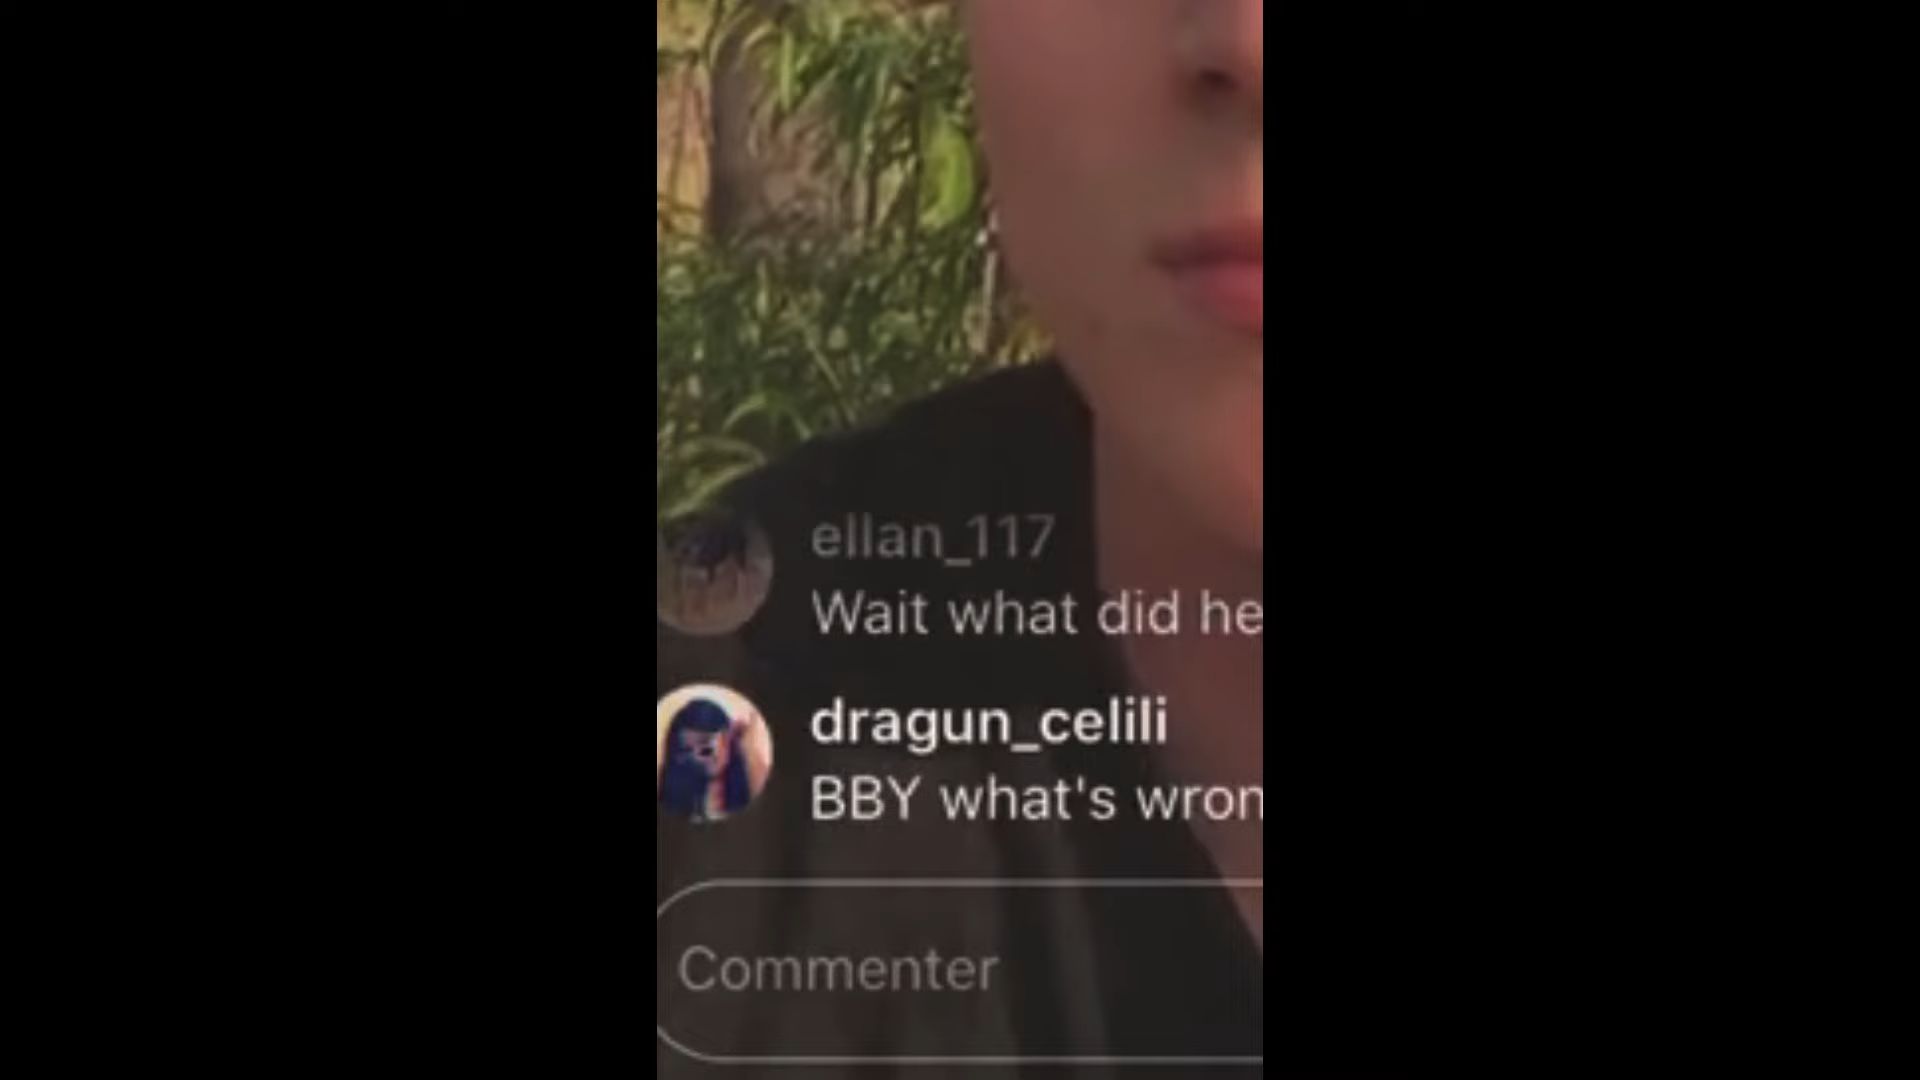 ellan_117
Wait what did he
dragun_celili
BBY what's wron
Commenter